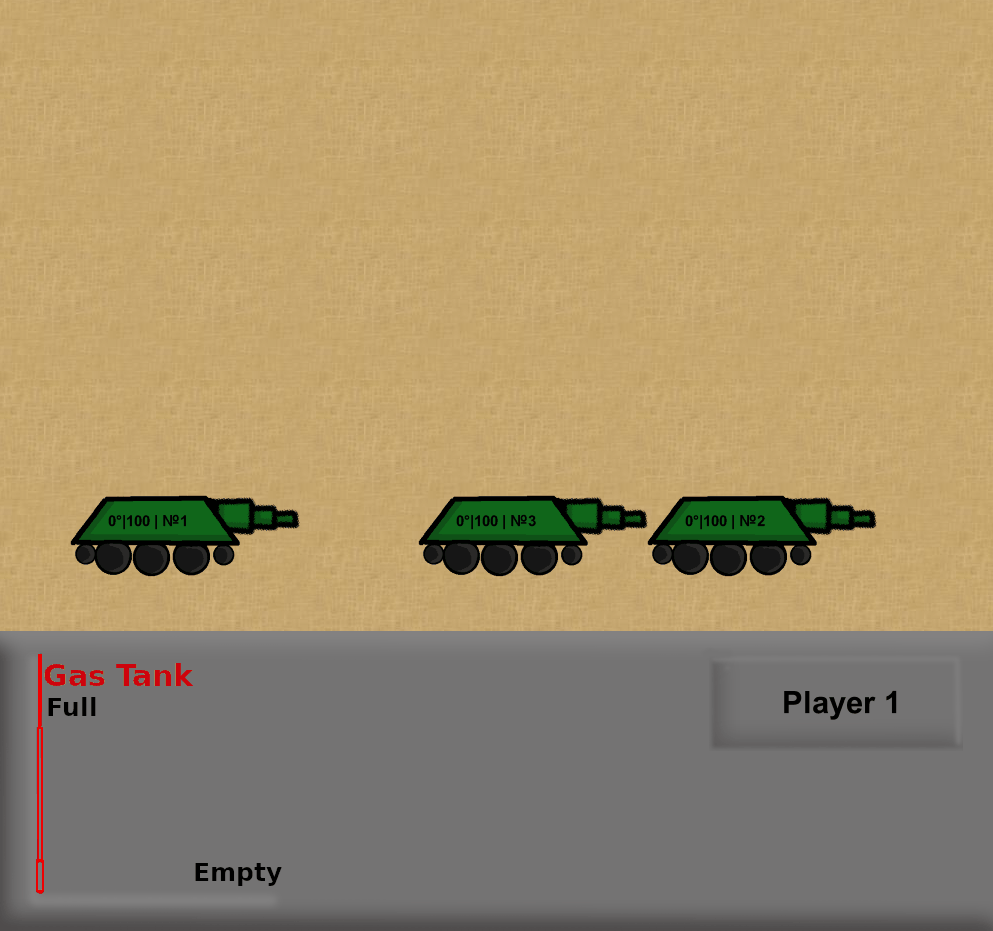 0°|100 | №1
0°|100 | №3
0°|100 | №2
Gas Tank
Full
Player 1
Empty